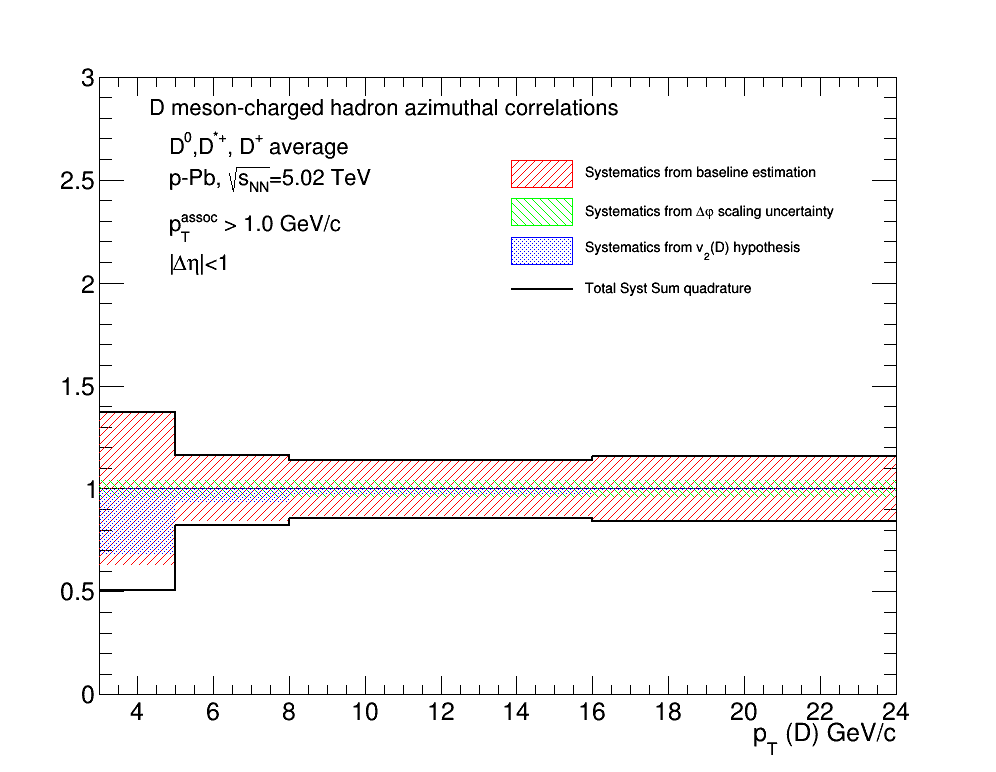 D meson-charged hadron azimuthal correlations
D⁰,D*⁺, D⁺ average
p-Pb, √s_NN=5.02 TeV
p_T^assoc > 1.0 GeV/c
|Δη|<1
Systematics from baseline estimation
Systematics from Δφ scaling uncertainty
Systematics from v₂(D) hypothesis
Total Syst Sum quadrature
3
2.5
2
1.5
1
0.5
0
4 6 8 10 12 14 16 18 20 22 24
p_T (D) GeV/c